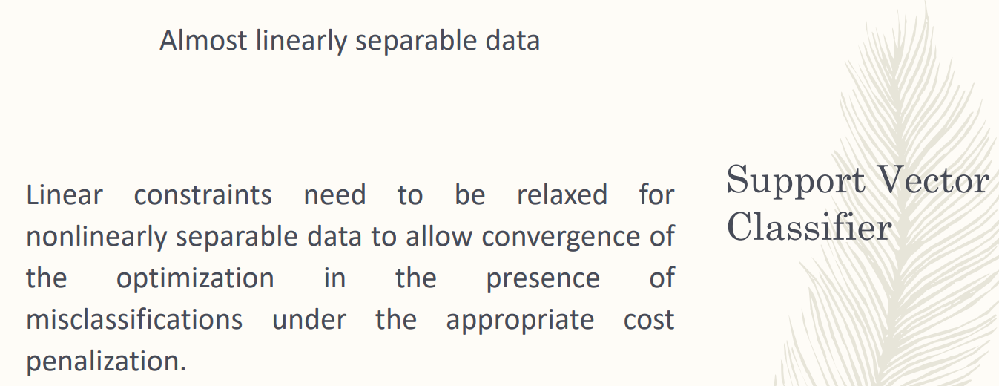 Almost linearly separable data
Linear constraints need to be relaxed for
nonlinearly separable data to allow convergence of
the optimization in the presence of
misclassifications under the appropriate cost
penalization.
Support Vector
Classifier